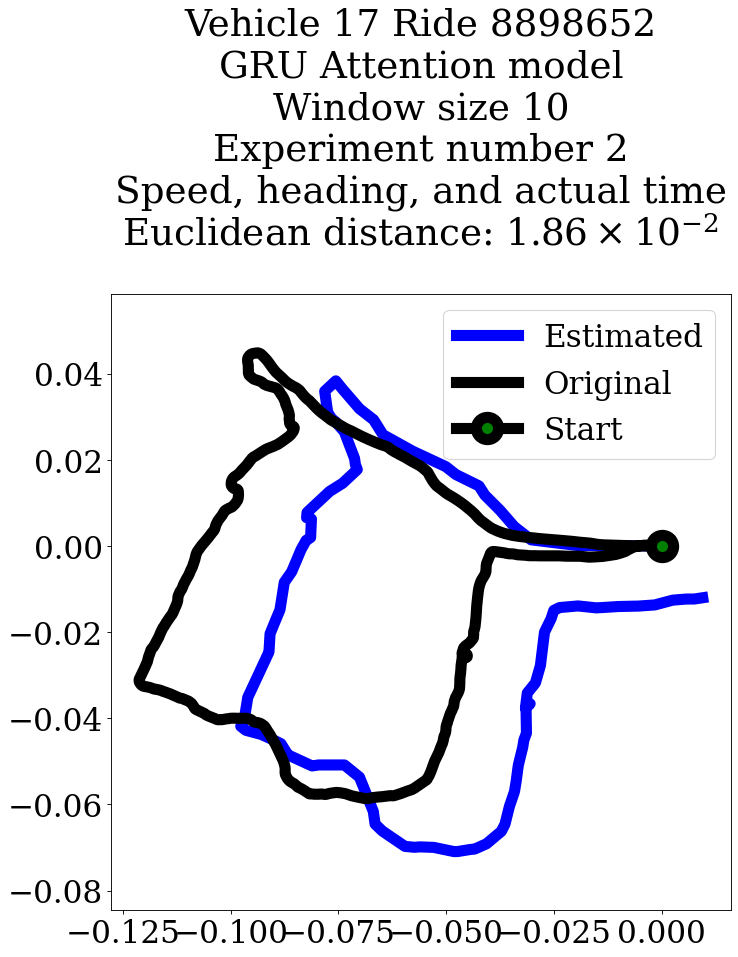 Vehicle 17 Ride 8898652
GRU Attention model
Window size 10
Experiment number 2
Speed, heading, and actual time
Euclidean distance: 1.86 × 10⁻²
Estimated
Original
Start
0.04
0.02
0.00
−0.02
−0.04
−0.06
−0.08
−0.125 −0.100 −0.075 −0.050 −0.025 0.000